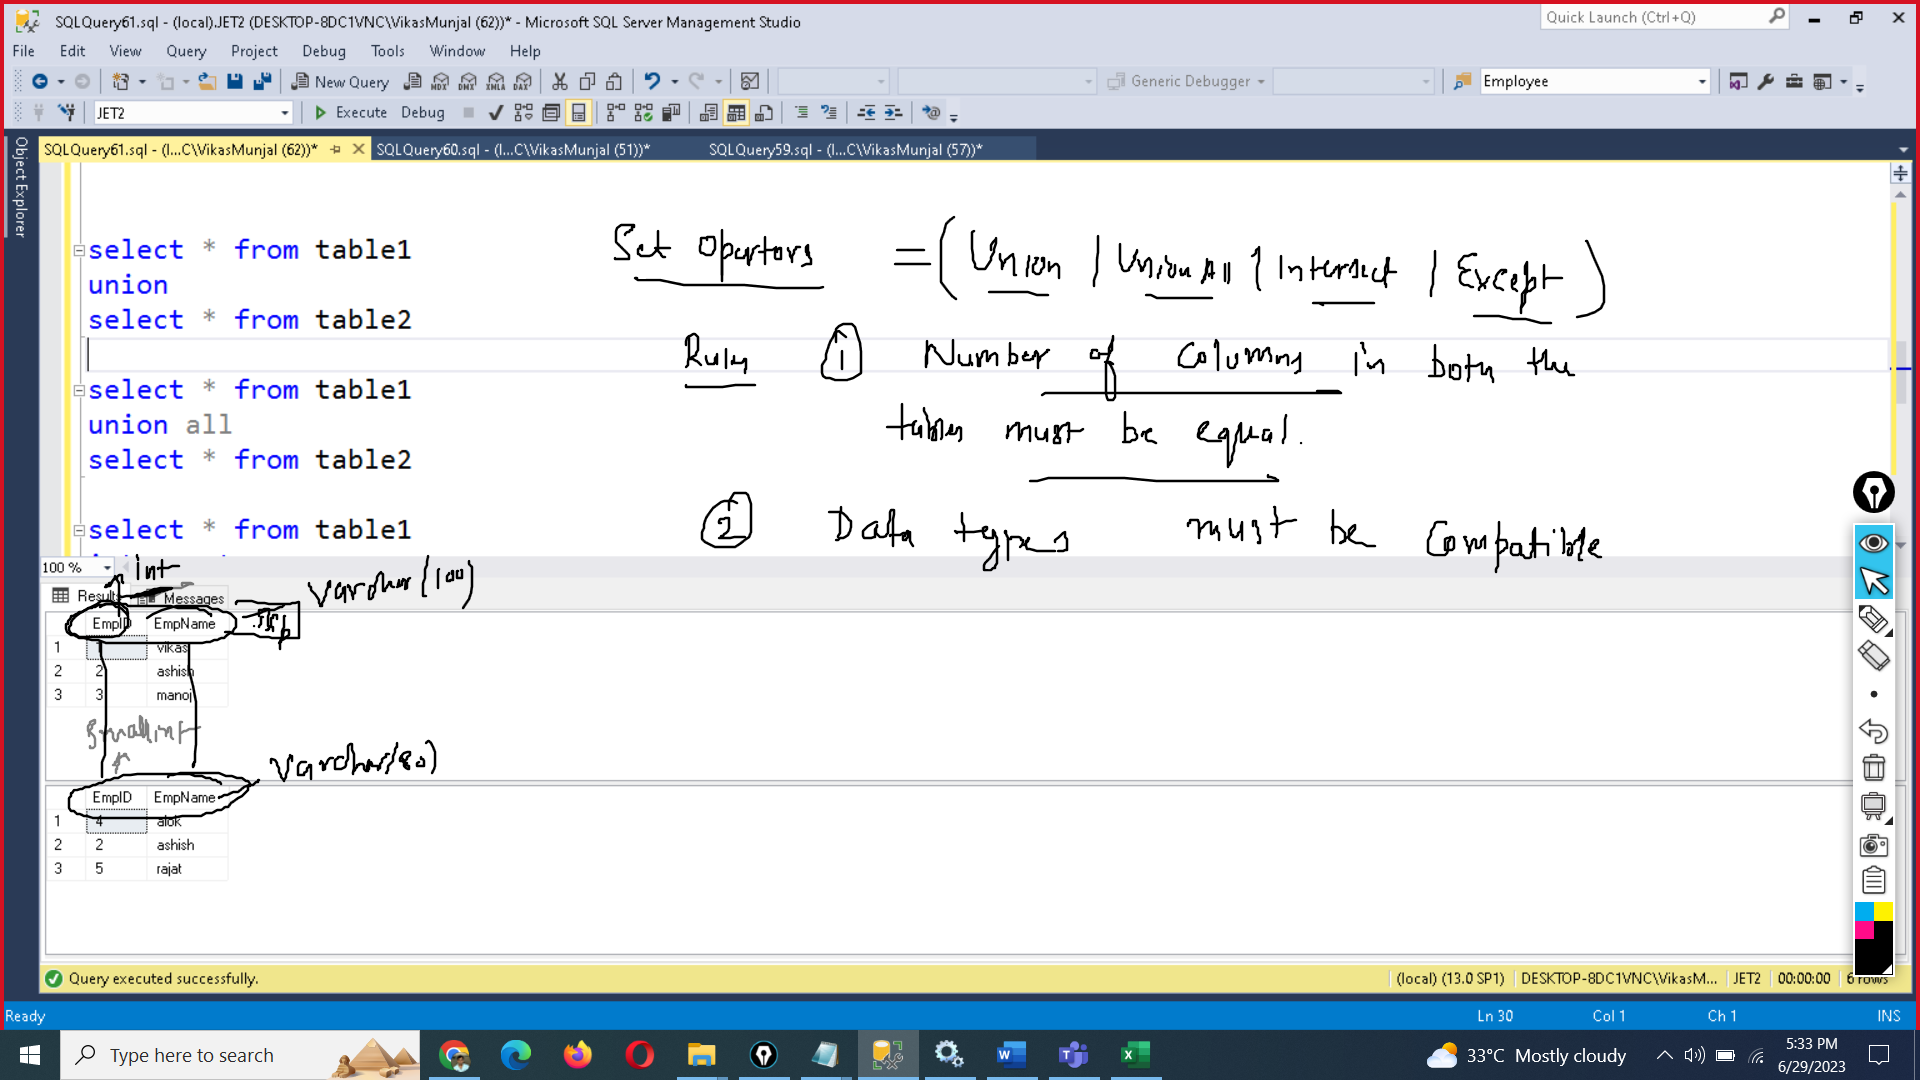 SQLQuery61.sql - (local).JET2 (DESKTOP-8DC1VNC\VikasMunjal (62))* - Microsoft SQL Server Management Studio
Quick Launch (Ctrl+Q)
File Edit View Query Project Debug Tools Window Help
New Query MDX DMX XMLA DAX Generic Debugger Employee
JET2 Execute Debug
Object Explorer
SQLQuery61.sql - (l...C\VikasMunjal (62))* SQLQuery60.sql - (l...C\VikasMunjal (51))* SQLQuery59.sql - (l...C\VikasMunjal (57))*
select * from table1
union
select * from table2
select * from table1
union all
select * from table2
select * from table1
Set Opertors = (Union | Union All | Intersect | Except)
Rules 1 Number of Columns in both the
tables must be equal.
2 Data types must be Compatible
100 %
int
varchar(100)
Results Messages
EmpID EmpName
1 vikas
2 2 ashish
3 3 manoj
smallint
varchar(80)
EmpID EmpName
1 4 alok
2 2 ashish
3 5 rajat
Query executed successfully.
(local) (13.0 SP1) DESKTOP-8DC1VNC\VikasM... JET2 00:00:00 6 rows
Ready Ln 30 Col 1 Ch 1 INS
Type here to search
33°C Mostly cloudy
5:33 PM
6/29/2023